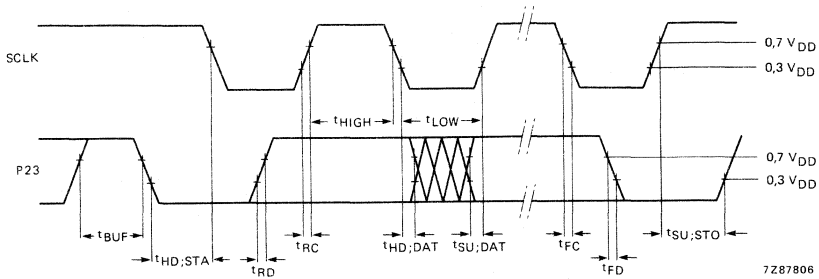 SCLK
0,7 VDD
0,3 VDD
tHIGH
tLOW
P23
0,7 VDD
0,3 VDD
tBUF
tHD;STA
tRD
tRC
tHD;DAT
tSU;DAT
tFC
tFD
tSU;STO
7Z87806